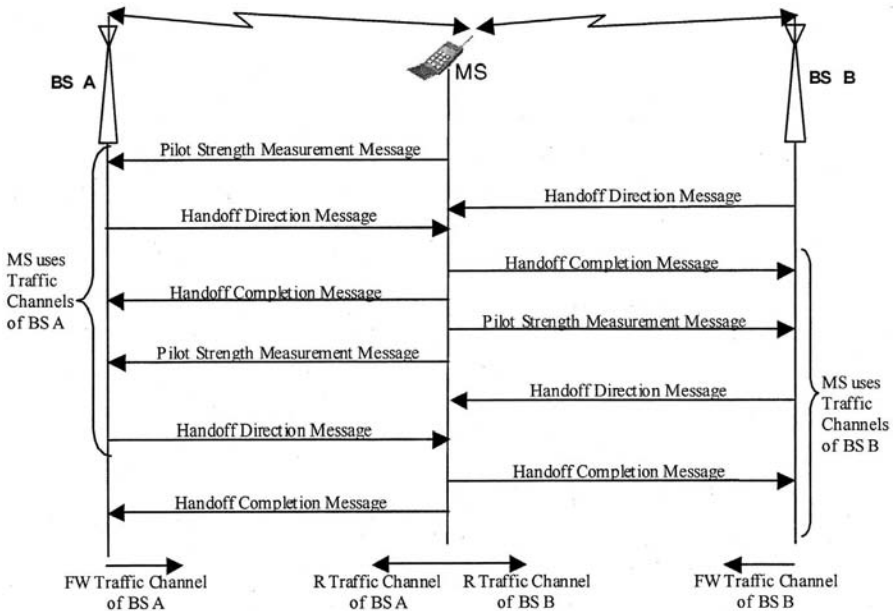 BS A
MS
BS B
Pilot Strength Measurement Message
Handoff Direction Message
Handoff Direction Message
MS uses
Traffic
Channels
of BS A
Handoff Completion Message
Handoff Completion Message
Pilot Strength Measurement Message
Pilot Strength Measurement Message
Handoff Direction Message
MS uses
Traffic
Channels
of BS B
Handoff Direction Message
Handoff Completion Message
Handoff Completion Message
FW Traffic Channel
of BS A
R Traffic Channel
of BS A
R Traffic Channel
of BS B
FW Traffic Channel
of BS B